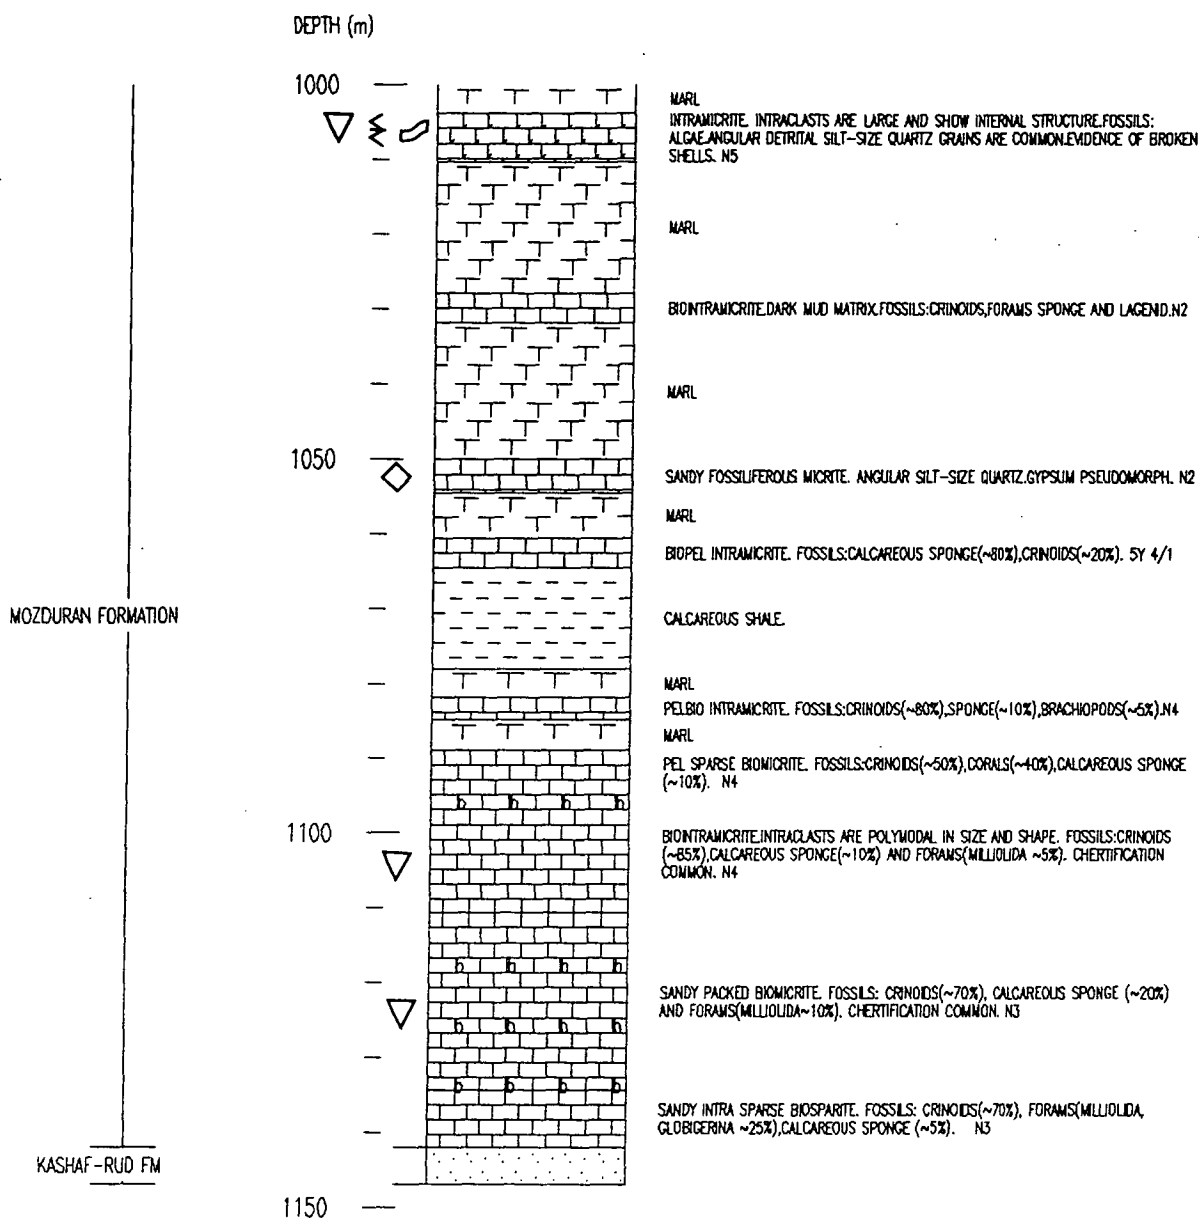 DEPTH (m)
1000
MARL
INTRAMICRITE. INTRACLASTS ARE LARGE AND SHOW INTERNAL STRUCTURE.FOSSILS:
ALGAE.ANGULAR DETRITAL SILT-SIZE QUARTZ GRAINS ARE COMMON.EVIDENCE OF BROKEN
SHELLS. N5
MARL
BIOINTRAMICRITE.DARK MUD MATRIX.FOSSILS:CRINOIDS,FORAMS SPONGE AND LAGENID.N2
MARL
1050
SANDY FOSSILIFEROUS MICRITE. ANGULAR SILT-SIZE QUARTZ.GYPSUM PSEUDOMORPH. N2
MARL
BIOPEL INTRAMICRITE. FOSSILS:CALCAREOUS SPONGE(~80%),CRINOIDS(~20%). 5Y 4/1
MOZDURAN FORMATION
CALCAREOUS SHALE.
MARL
PELBIO INTRAMICRITE. FOSSILS:CRINOIDS(~80%),SPONGE(~10%),BRACHIOPODS(~5%).N4
MARL
PEL SPARSE BIOMICRITE. FOSSILS:CRINOIDS(~50%),CORALS(~40%),CALCAREOUS SPONGE
(~10%). N4
b b b b
1100
BIOINTRAMICRITE.INTRACLASTS ARE POLYMODAL IN SIZE AND SHAPE. FOSSILS:CRINOIDS
(~85%),CALCAREOUS SPONGE(~10%) AND FORAMS(MILLIOLIDA ~5%). CHERTIFICATION
COMMON. N4
b b b b
SANDY PACKED BIOMICRITE. FOSSILS: CRINOIDS(~70%), CALCAREOUS SPONGE (~20%)
AND FORAMS(MILLIOLIDA~10%). CHERTIFICATION COMMON. N3
b b b b
b b b b
SANDY INTRA SPARSE BIOSPARITE. FOSSILS: CRINOIDS(~70%), FORAMS(MILLIOLIDA,
GLOBIGERINA ~25%),CALCAREOUS SPONGE (~5%). N3
KASHAF-RUD FM
1150